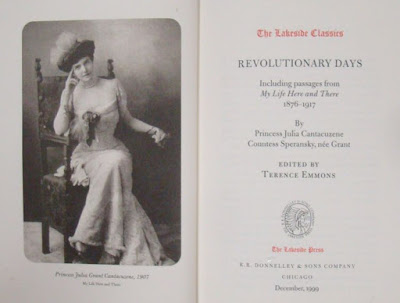 Princess Julia Grant Cantacuzene, 1907
My Life Here and There
The Lakeside Classics
REVOLUTIONARY DAYS
Including passages from
My Life Here and There
1876–1917
By
Princess Julia Cantacuzene
Countess Speransky, née Grant
EDITED BY
TERENCE EMMONS
The Lakeside Press
R.R. DONNELLEY & SONS COMPANY
CHICAGO
December, 1999